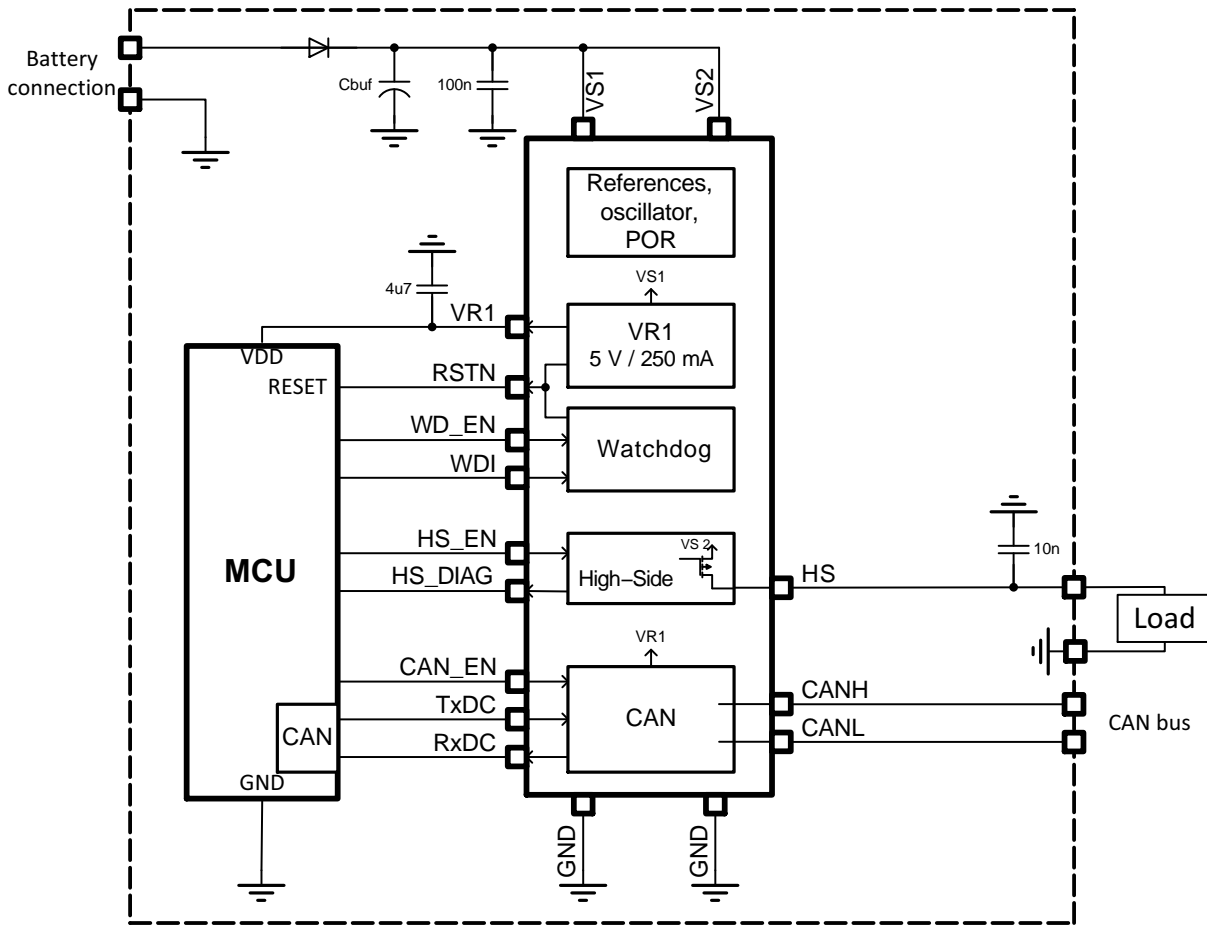 Battery
connection
Cbuf
100n
VS1
VS2
References,
oscillator,
POR
VS1
4u7
VR1
VR1
5 V / 250 mA
VDD
RESET
RSTN
WD_EN
WDI
Watchdog
MCU
HS_EN
HS_DIAG
VS 2
High–Side
HS
10n
Load
VR1
CAN_EN
TxDC
RxDC
CAN
CAN
CANH
CANL
CAN bus
GND
GND
GND